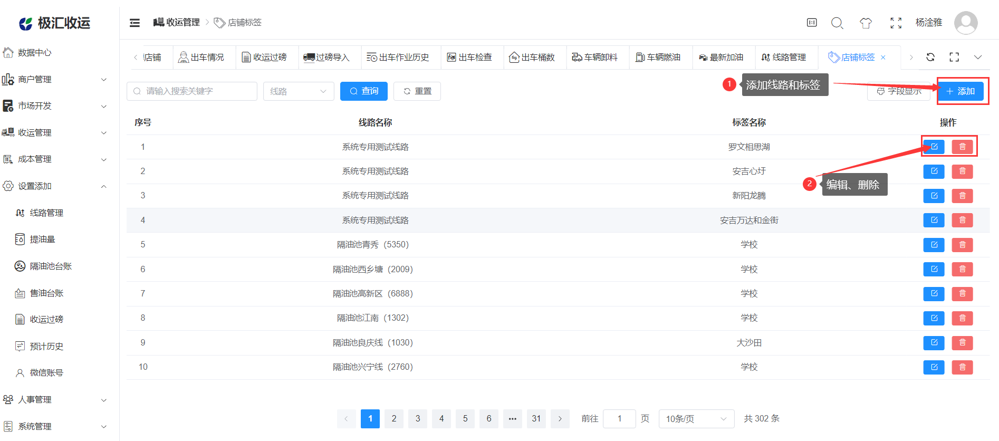 极汇收运
收运管理 店铺标签
杨淦雅
数据中心
商户管理
市场开发
收运管理
成本管理
设置添加
线路管理
提油量
隔油池台账
售油台账
收运过磅
预计历史
微信账号
人事管理
系统管理
店铺 出车情况 收运过磅 过磅导入 出车作业历史 出车检查 出车桶数 车辆卸料 车辆燃油 最新加油 线路管理 店铺标签
请输入搜索关键字 线路 查询 重置 1 添加线路和标签 字段显示 添加
序号 线路名称 标签名称 操作
1 系统专用测试线路 罗文相思湖
2 系统专用测试线路 安吉心圩
2 编辑、删除
3 系统专用测试线路 新阳龙腾
4 系统专用测试线路 安吉万达和金街
5 隔油池青秀（5350） 学校
6 隔油池西乡塘（2009） 学校
7 隔油池高新区（6888） 学校
8 隔油池江南（1302） 学校
9 隔油池良庆线（1030） 大沙田
10 隔油池兴宁线（2760） 学校
1 2 3 4 5 6 ••• 31 前往 1 页 10条/页 共 302 条